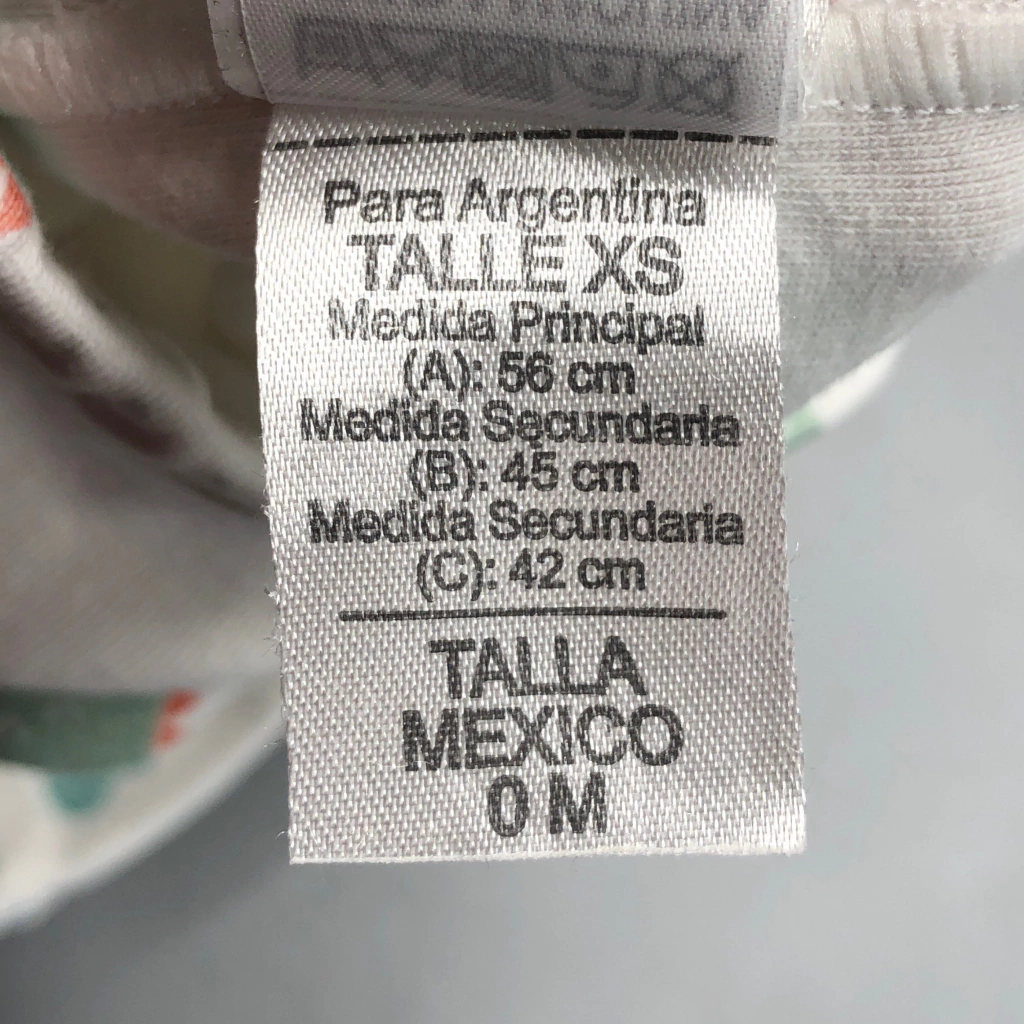 Para Argentina
TALLE XS
Medida Principal
(A): 56 cm
Medida Secundaria
(B): 45 cm
Medida Secundaria
(C): 42 cm
TALLA
MEXICO
0 M